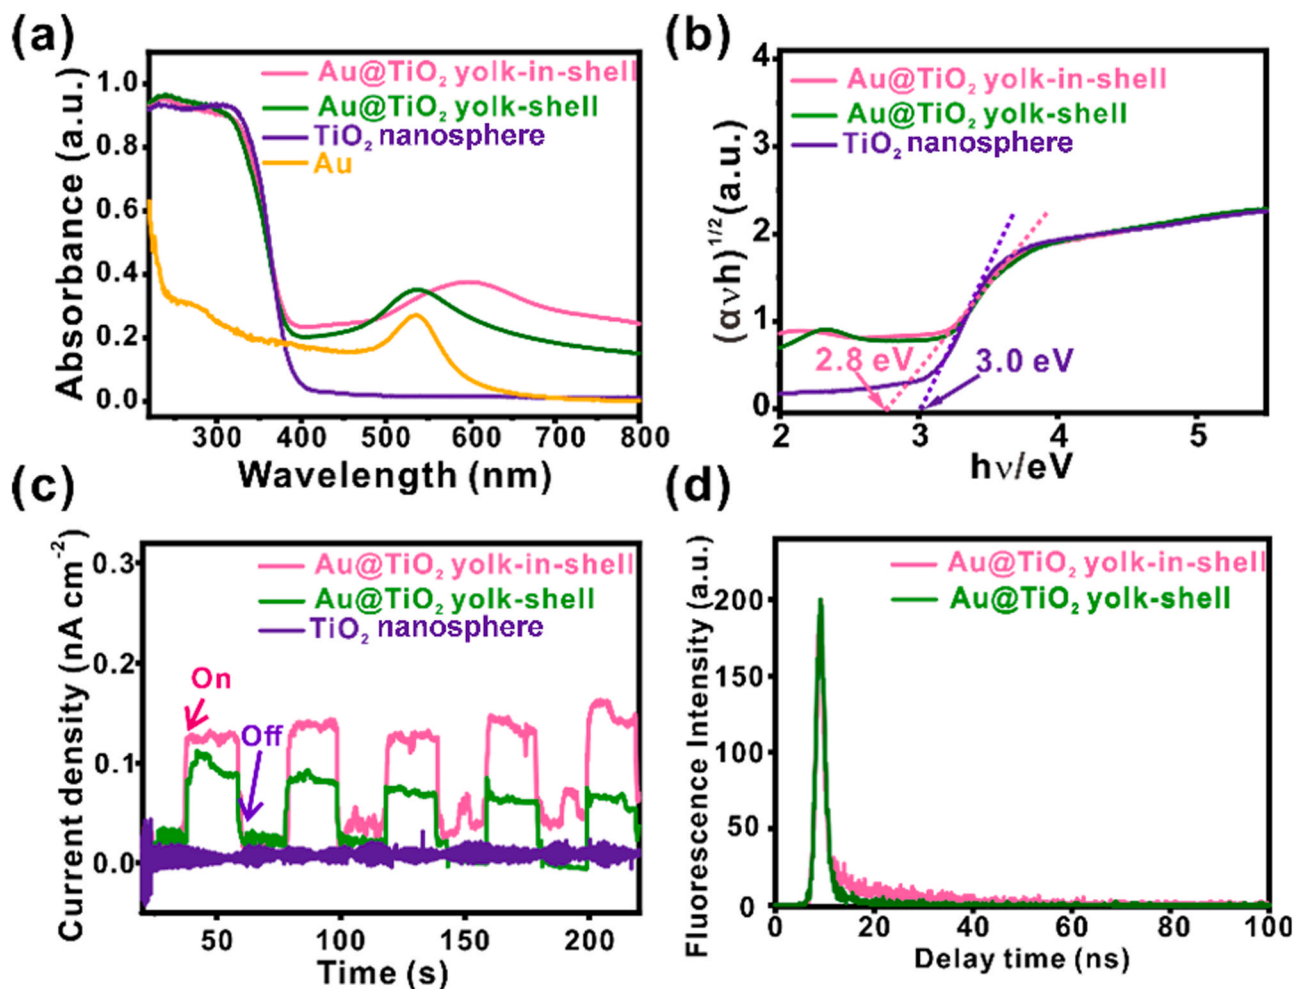 (a)
Au@TiO₂ yolk-in-shell
Au@TiO₂ yolk-shell
TiO₂ nanosphere
Au
Absorbance (a.u.)
1.0
0.8
0.6
0.4
0.2
0.0
300 400 500 600 700 800
Wavelength (nm)
(b)
Au@TiO₂ yolk-in-shell
Au@TiO₂ yolk-shell
TiO₂ nanosphere
(ανh)¹/²(a.u.)
4
3
2
1
0
2.8 eV
3.0 eV
2 3 4 5
hν/eV
(c)
Au@TiO₂ yolk-in-shell
Au@TiO₂ yolk-shell
TiO₂ nanosphere
Current density (nA cm⁻²)
0.3
0.2
0.1
0.0
On
Off
50 100 150 200
Time (s)
(d)
Au@TiO₂ yolk-in-shell
Au@TiO₂ yolk-shell
Fluorescence Intensity (a.u.)
200
150
100
50
0
0 20 40 60 80 100
Delay time (ns)